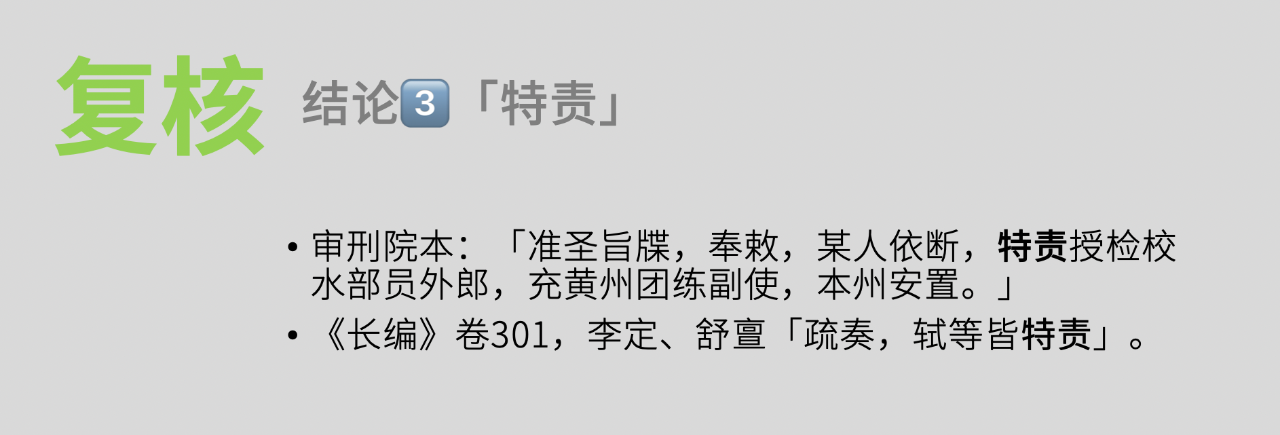 复核 结论3️⃣「特责」
• 审刑院本：「准圣旨牒，奉敕，某人依断，特责授检校
水部员外郎，充黄州团练副使，本州安置。」
• 《长编》卷301，李定、舒亶「疏奏，轼等皆特责」。